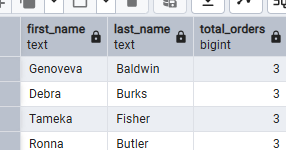 first_name last_name total_orders
text text bigint
Genoveva Baldwin 3
Debra Burks 3
Tameka Fisher 3
Ronna Butler 3